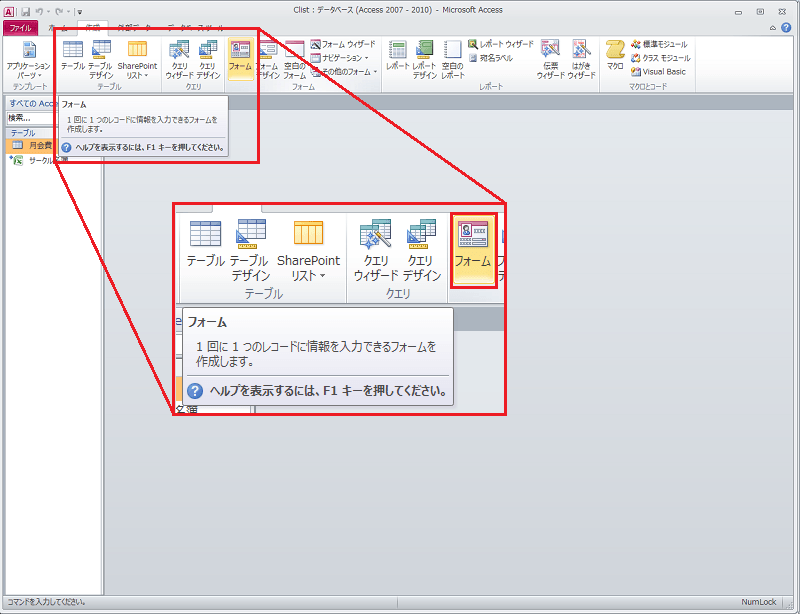 Clist : データベース (Access 2007 - 2010) - Microsoft Access
ファイル
アプリケーション
パーツ
テンプレート
テーブル
テーブル
デザイン
SharePoint
リスト
テーブル
クエリ
ウィザード
クエリ
デザイン
クエリ
フォーム
フォーム
デザイン
空白の
フォーム
フォーム ウィザード
ナビゲーション
その他のフォーム
フォーム
レポート
レポート
デザイン
空白の
レポート
レポート ウィザード
宛名ラベル
伝票
ウィザード
はがき
ウィザード
レポート
マクロ
標準モジュール
クラス モジュール
Visual Basic
マクロとコード
すべての Acce
検索...
テーブル
月会費
サークル
フォーム
1 回に 1 つのレコードに情報を入力できるフォームを
作成します。
ヘルプを表示するには、F1 キーを押してください。
テーブル
テーブル
デザイン
SharePoint
リスト
テーブル
クエリ
ウィザード
クエリ
デザイン
クエリ
フォーム
フォーム
1 回に 1 つのレコードに情報を入力できるフォームを
作成します。
ヘルプを表示するには、F1 キーを押してください。
名簿
コマンドを入力してください。
NumLock